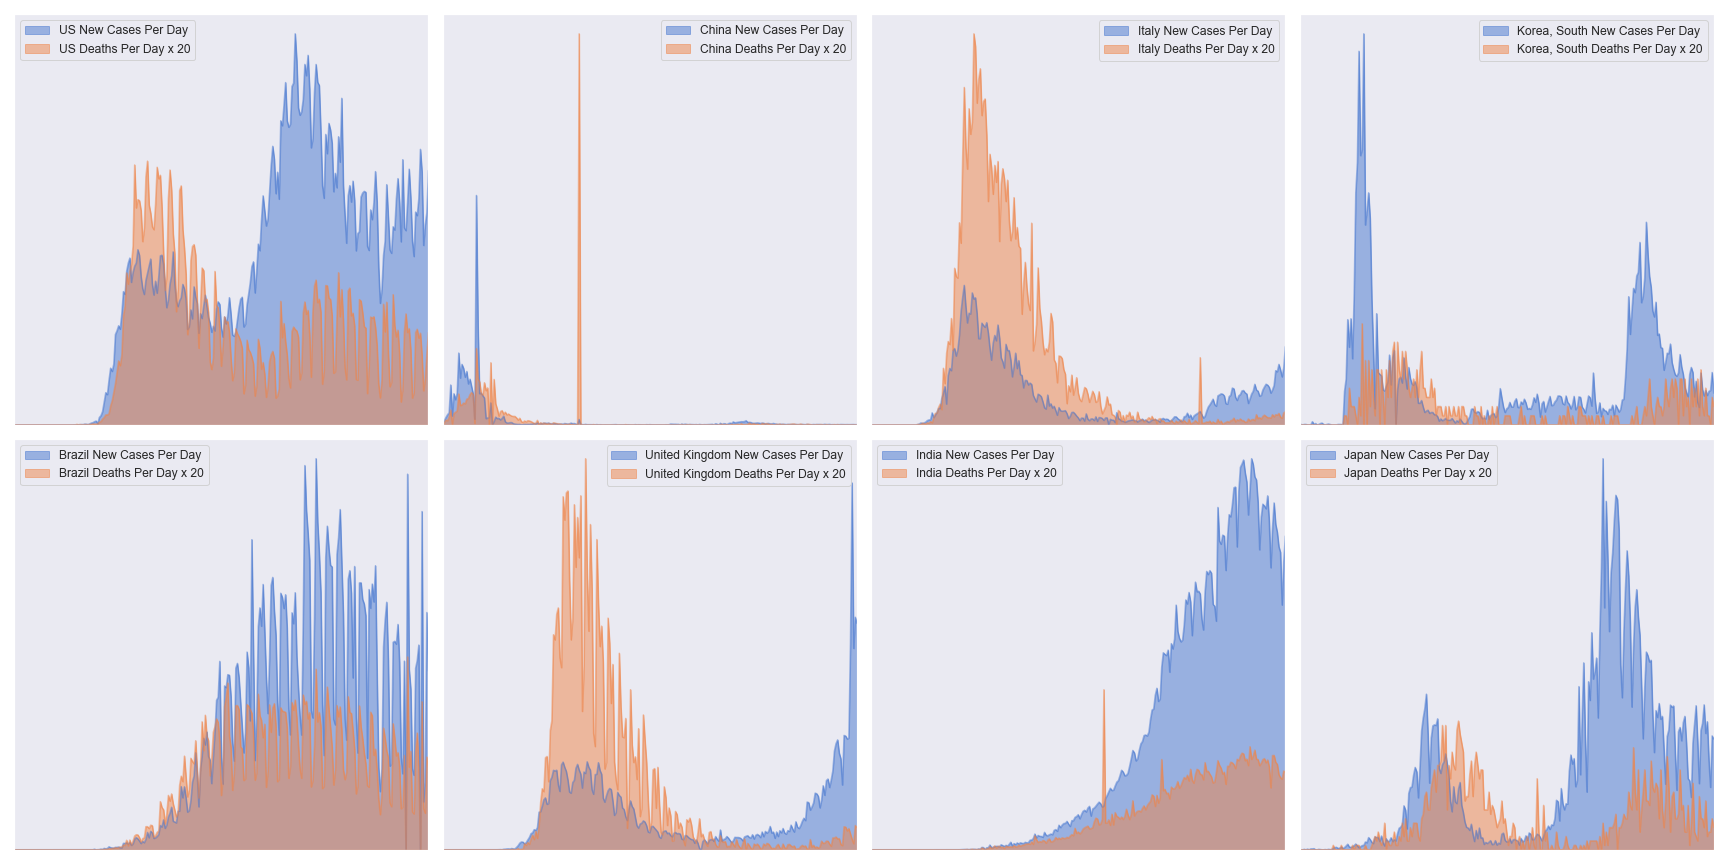 US New Cases Per Day
US Deaths Per Day x 20
China New Cases Per Day
China Deaths Per Day x 20
Italy New Cases Per Day
Italy Deaths Per Day x 20
Korea, South New Cases Per Day
Korea, South Deaths Per Day x 20
Brazil New Cases Per Day
Brazil Deaths Per Day x 20
United Kingdom New Cases Per Day
United Kingdom Deaths Per Day x 20
India New Cases Per Day
India Deaths Per Day x 20
Japan New Cases Per Day
Japan Deaths Per Day x 20